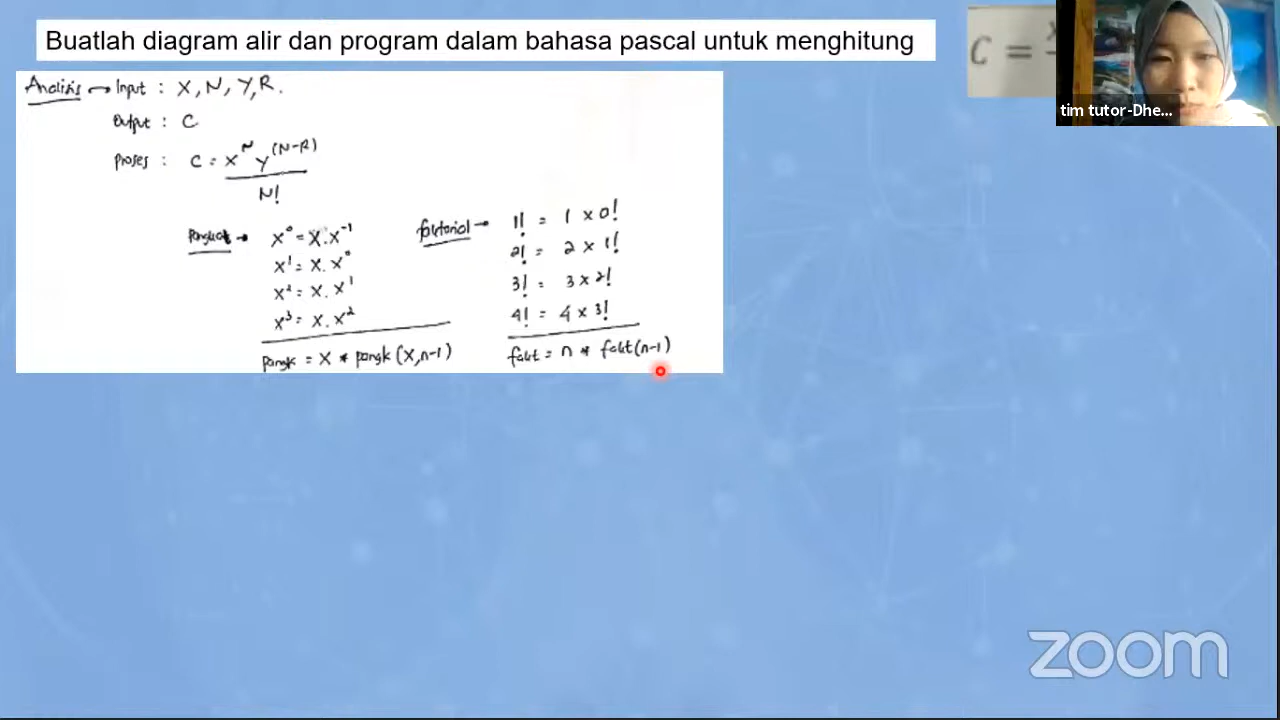 Buatlah diagram alir dan program dalam bahasa pascal untuk menghitung
C = x
tim tutor-Dhe...
Analisis → Input : X, N, Y, R.
Output : C
Proses : C = X^N Y^(N-R)
N!
Pangkat → X^0 = X . X^-1
X^1 = X . X^0
X^2 = X . X^1
X^3 = X . X^2
Pangk = X * pangk (X, n-1)
faktorial → 1! = 1 x 0!
2! = 2 x 1!
3! = 3 x 2!
4! = 4 x 3!
fakt = n * fakt (n-1)
zoom